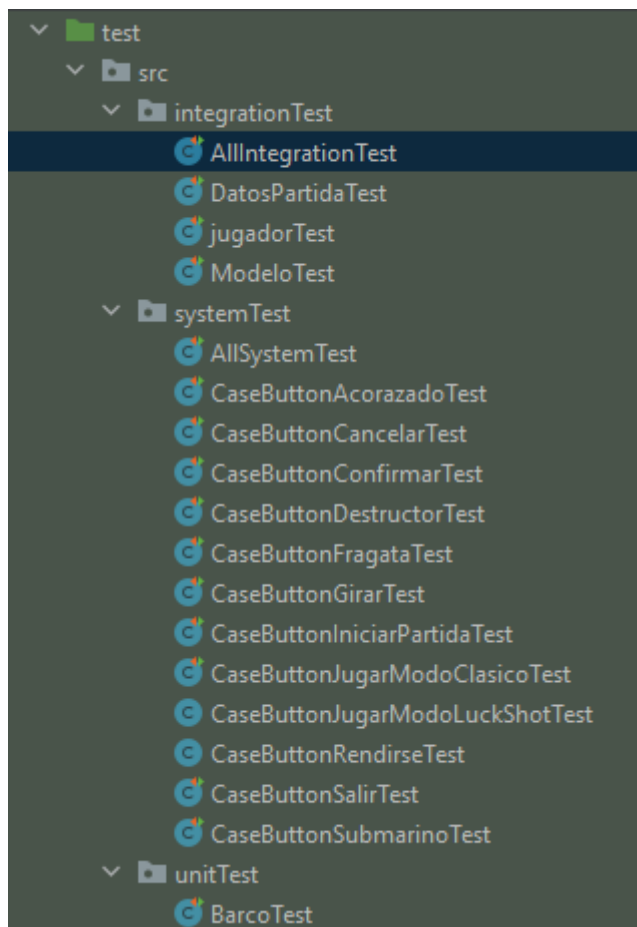 test
src
integrationTest
AllIntegrationTest
DatosPartidaTest
jugadorTest
ModeloTest
systemTest
AllSystemTest
CaseButtonAcorazadoTest
CaseButtonCancelarTest
CaseButtonConfirmarTest
CaseButtonDestructorTest
CaseButtonFragataTest
CaseButtonGirarTest
CaseButtonIniciarPartidaTest
CaseButtonJugarModoClasicoTest
CaseButtonJugarModoLuckShotTest
CaseButtonRendirseTest
CaseButtonSalirTest
CaseButtonSubmarinoTest
unitTest
BarcoTest